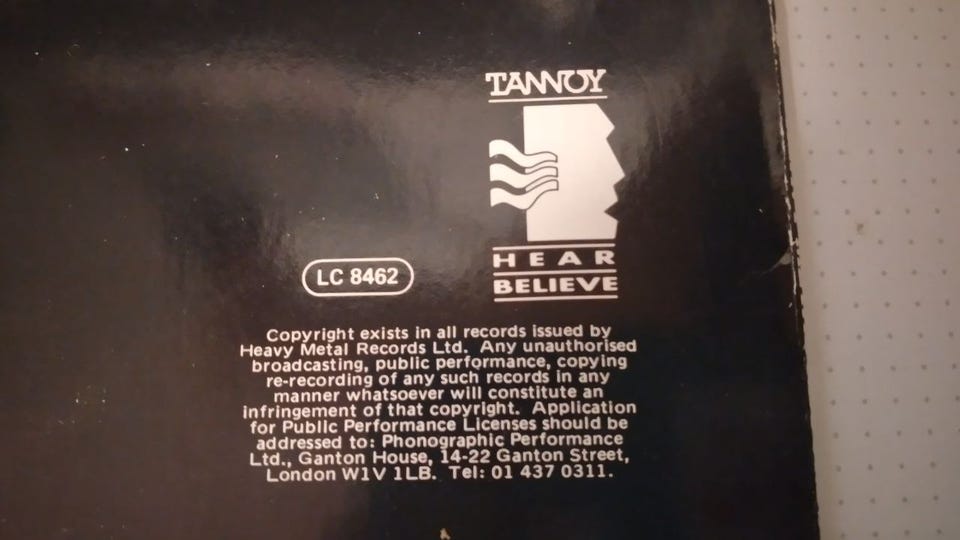 TANNOY
HEAR
BELIEVE
LC 8462
Copyright exists in all records issued by
Heavy Metal Records Ltd. Any unauthorised
broadcasting, public performance, copying
re-recording of any such records in any
manner whatsoever will constitute an
infringement of that copyright. Application
for Public Performance Licenses should be
addressed to: Phonographic Performance
Ltd., Ganton House, 14-22 Ganton Street,
London W1V 1LB. Tel: 01 437 0311.